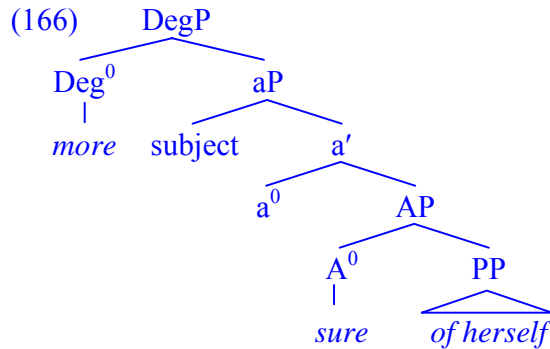 (166) DegP
Deg⁰ aP
more subject a′
a⁰ AP
A⁰ PP
sure of herself